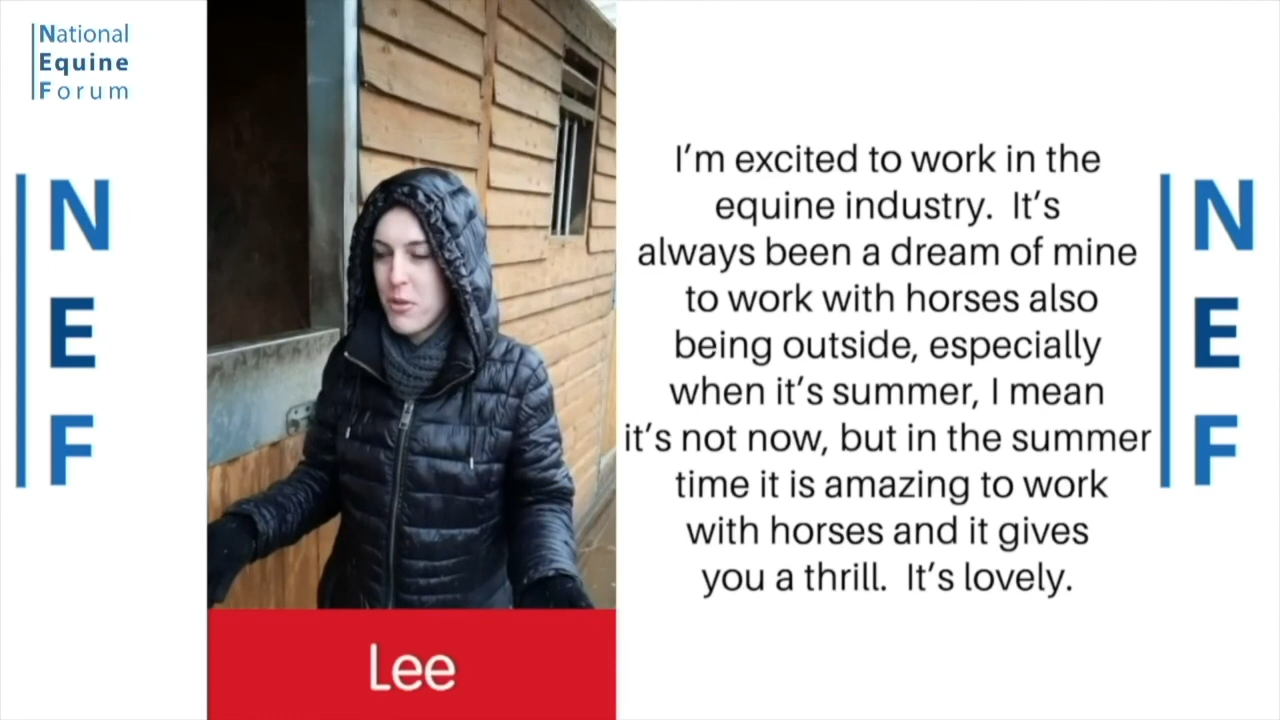 National
Equine
Forum
N
E
F
I'm excited to work in the
equine industry.  It's
always been a dream of mine
to work with horses also
being outside, especially
when it's summer, I mean
it's not now, but in the summer
time it is amazing to work
with horses and it gives
you a thrill.  It's lovely.
N
E
F
Lee